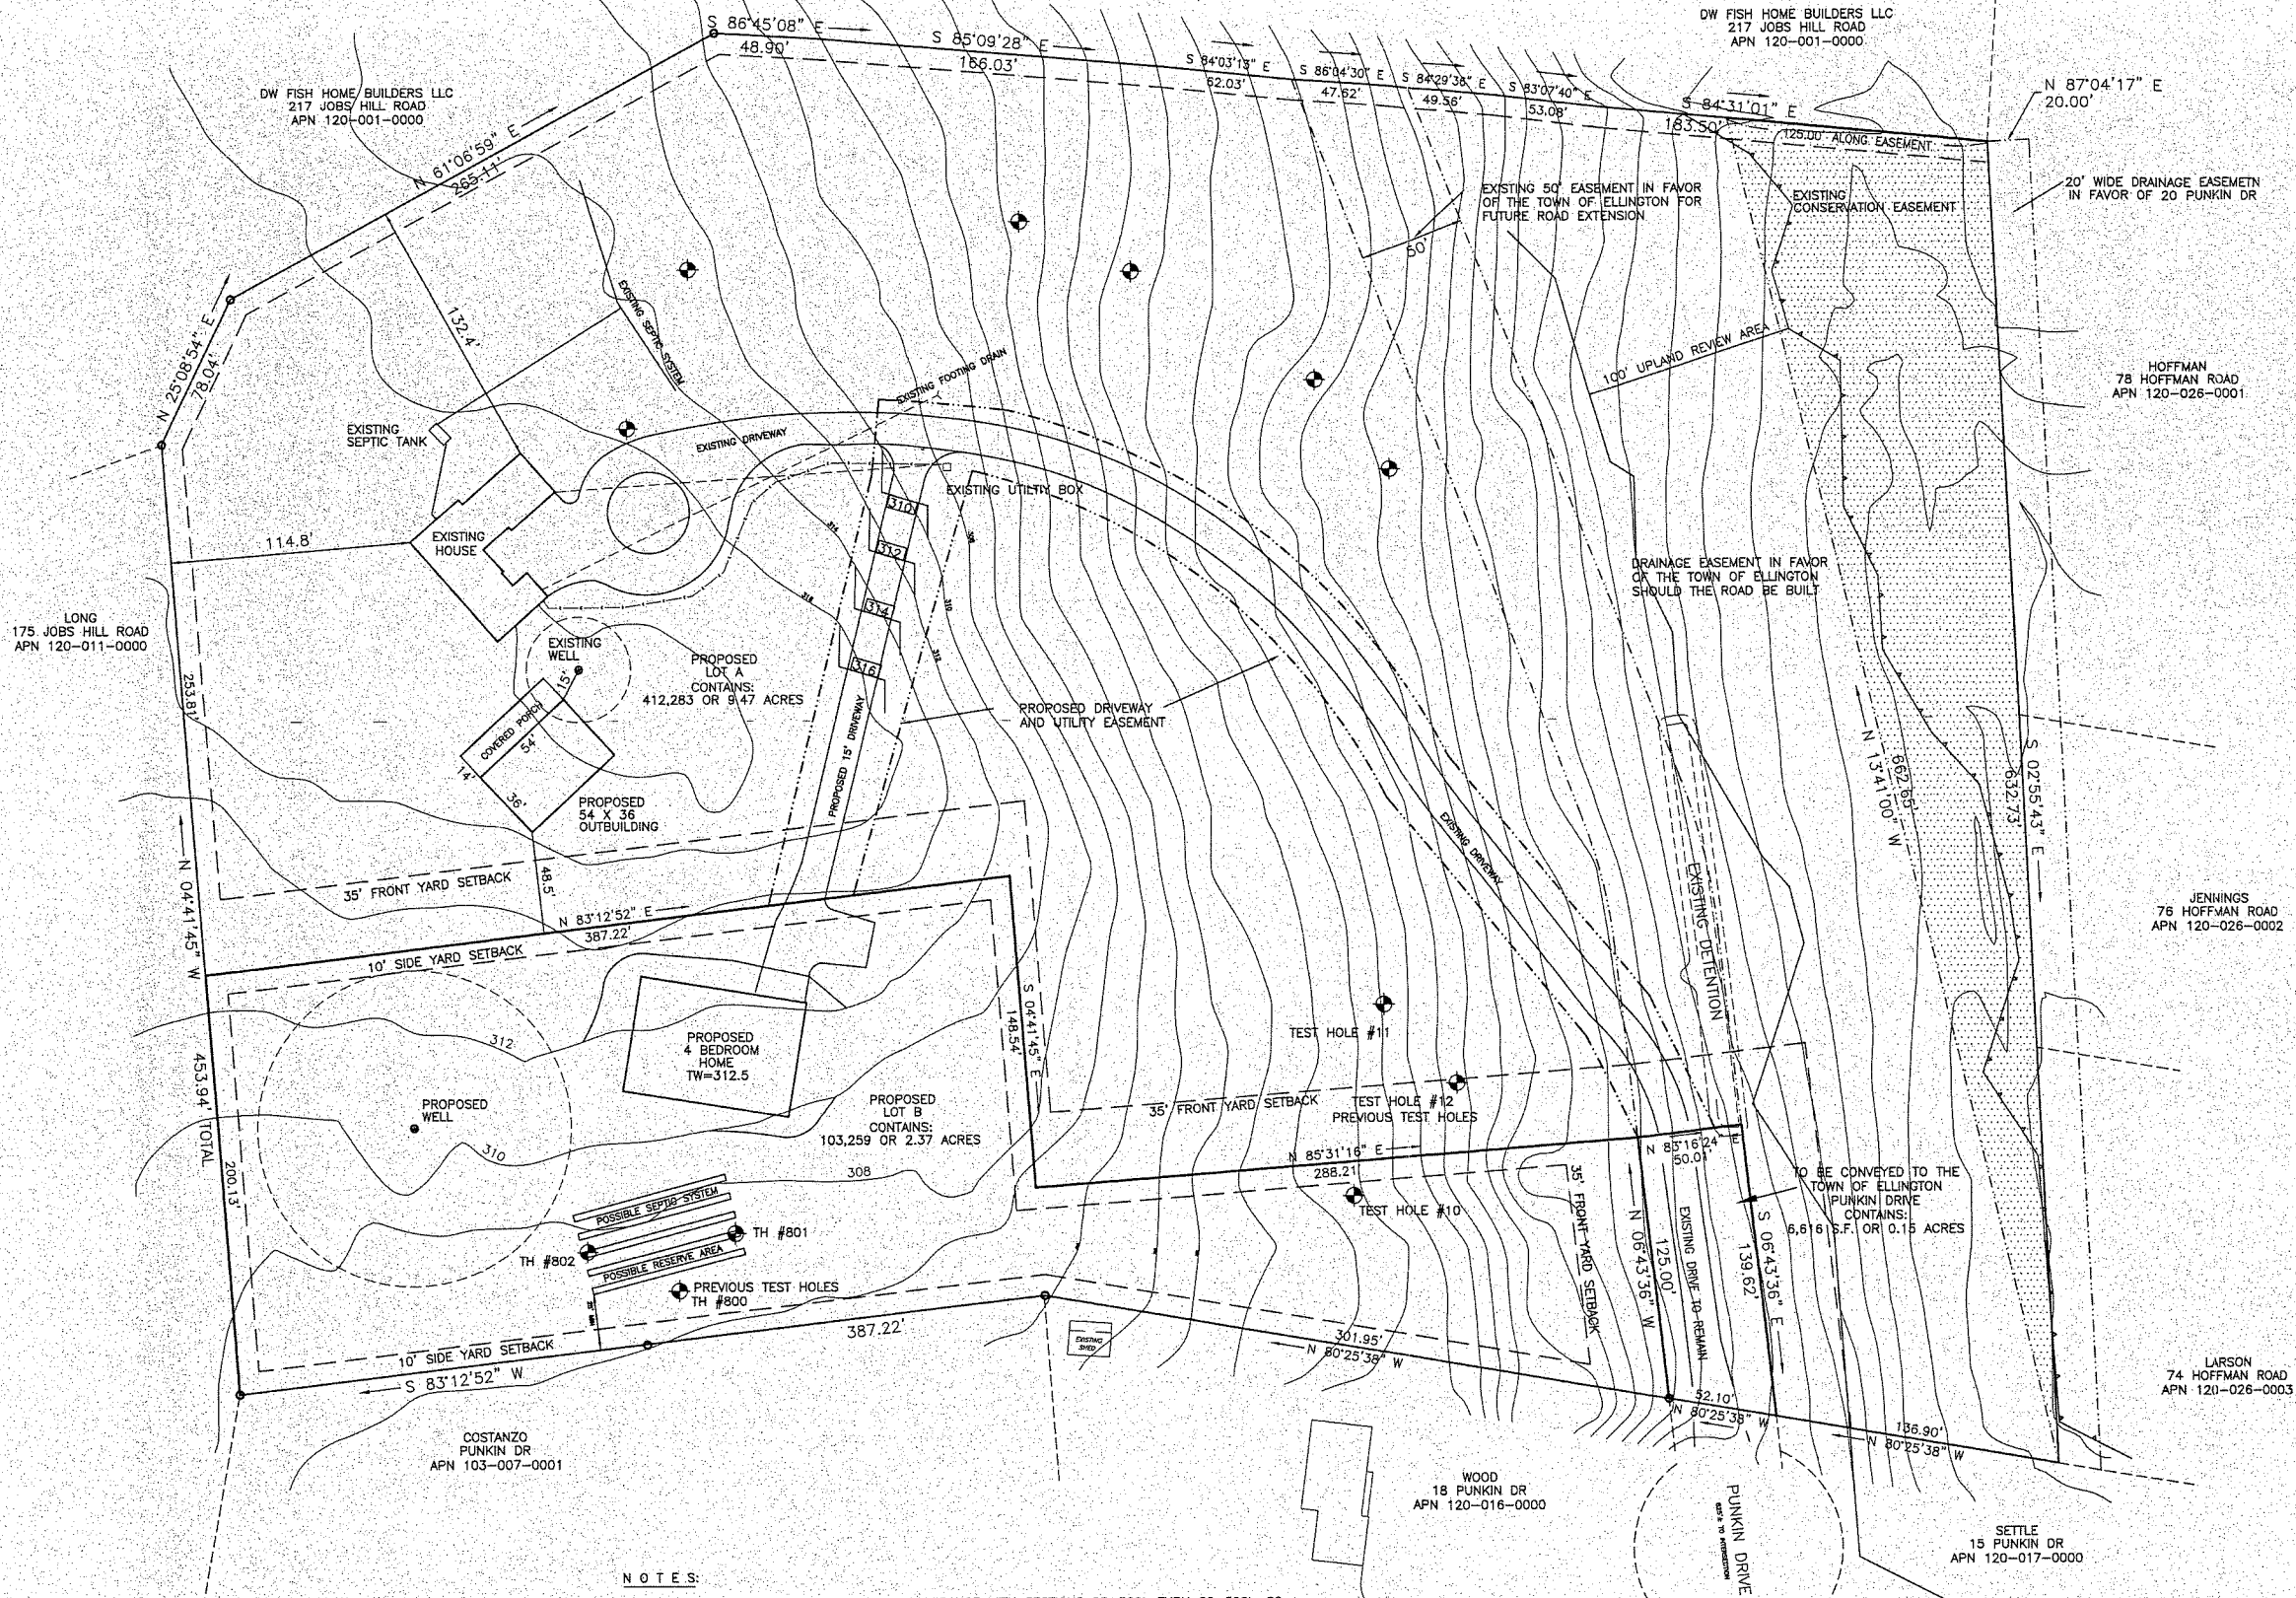 DW FISH HOME BUILDERS LLC
217 JOBS HILL ROAD
APN 120-001-0000
S 86°45'08" E
48.90'
S 85°09'28" E
166.03'
S 84°03'13" E
62.03'
S 86°04'30" E
47.62'
S 84°29'36" E
49.56'
S 83°07'40" E
53.08'
S 84°31'01" E
183.50'
125.00' ALONG EASEMENT
N 87°04'17" E
20.00'
DW FISH HOME BUILDERS LLC
217 JOBS HILL ROAD
APN 120-001-0000
N 61°06'59" E
265.11'
N 25°08'54" E
78.04'
132.4'
EXISTING SEPTIC SYSTEM
EXISTING 50' EASEMENT IN FAVOR
OF THE TOWN OF ELLINGTON FOR
FUTURE ROAD EXTENSION
50'
EXISTING
CONSERVATION EASEMENT
20' WIDE DRAINAGE EASEMETN
IN FAVOR OF 20 PUNKIN DR
100' UPLAND REVIEW AREA
HOFFMAN
78 HOFFMAN ROAD
APN 120-026-0001
EXISTING FOOTING DRAIN
EXISTING DRIVEWAY
EXISTING
SEPTIC TANK
EXISTING UTILTIY BOX
310
312
314
316
314
308
318
310
312
EXISTING
HOUSE
114.8'
DRAINAGE EASEMENT IN FAVOR
OF THE TOWN OF ELLINGTON
SHOULD THE ROAD BE BUILT
LONG
175 JOBS HILL ROAD
APN 120-011-0000
EXISTING
WELL
15'
PROPOSED
LOT A
CONTAINS:
412,283 OR 9.47 ACRES
253.81'
COVERED PORCH
54'
14'
36'
PROPOSED
54 X 36
OUTBUILDING
PROPOSED 15' DRIVEWAY
PROPOSED DRIVEWAY
AND UTILITY EASEMENT
N 13°41'00" W
662.65'
S 02°55'43" E
632.73'
EXISTING DRIVEWAY
EXISTING DETENTION
JENNINGS
76 HOFFMAN ROAD
APN 120-026-0002
35' FRONT YARD SETBACK
48.5'
N 83°12'52" E
387.22'
10' SIDE YARD SETBACK
N 04°41'45" W
453.94' TOTAL
200.13'
312
PROPOSED
4 BEDROOM
HOME
TW=312.5
S 04°41'45" E
148.54'
TEST HOLE #11
PROPOSED
WELL
PROPOSED
LOT B
CONTAINS:
103,259 OR 2.37 ACRES
35' FRONT YARD SETBACK
TEST HOLE #12
PREVIOUS TEST HOLES
310
308
N 85°31'16" E
288.21'
N 83°16'24" E
50.01'
TO BE CONVEYED TO THE
TOWN OF ELLINGTON
PUNKIN DRIVE
CONTAINS:
6,616 S.F. OR 0.15 ACRES
POSSIBLE SEPTIC SYSTEM
TH #801
TH #802
POSSIBLE RESERVE AREA
PREVIOUS TEST HOLES
TH #800
TEST HOLE #10
35' FRONT YARD SETBACK
N 06°43'36" W
125.00'
EXISTING DRIVE TO REMAIN
S 06°43'36" E
139.62'
10' SIDE YARD SETBACK
S 83°12'52" W
387.22'
EXISTING
SHED
301.95'
N 80°25'38" W
52.10'
N 80°25'38" W
136.90'
N 80°25'38" W
LARSON
74 HOFFMAN ROAD
APN 120-026-0003
COSTANZO
PUNKIN DR
APN 103-007-0001
WOOD
18 PUNKIN DR
APN 120-016-0000
PUNKIN DRIVE
SETTLE
15 PUNKIN DR
APN 120-017-0000
NOTES: